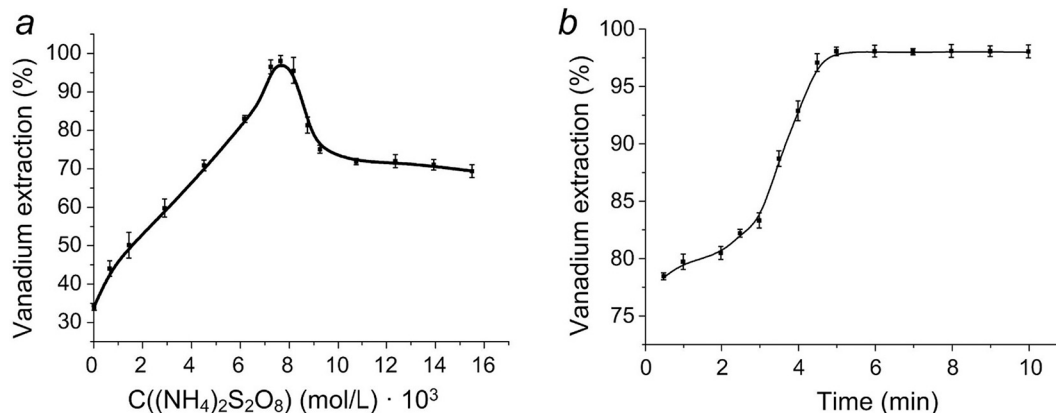 a
Vanadium extraction (%)
100
90
80
70
60
50
40
30
0 2 4 6 8 10 12 14 16
C((NH₄)₂S₂O₈) (mol/L) · 10³
b
Vanadium extraction (%)
100
95
90
85
80
75
2 4 6 8 10
Time (min)